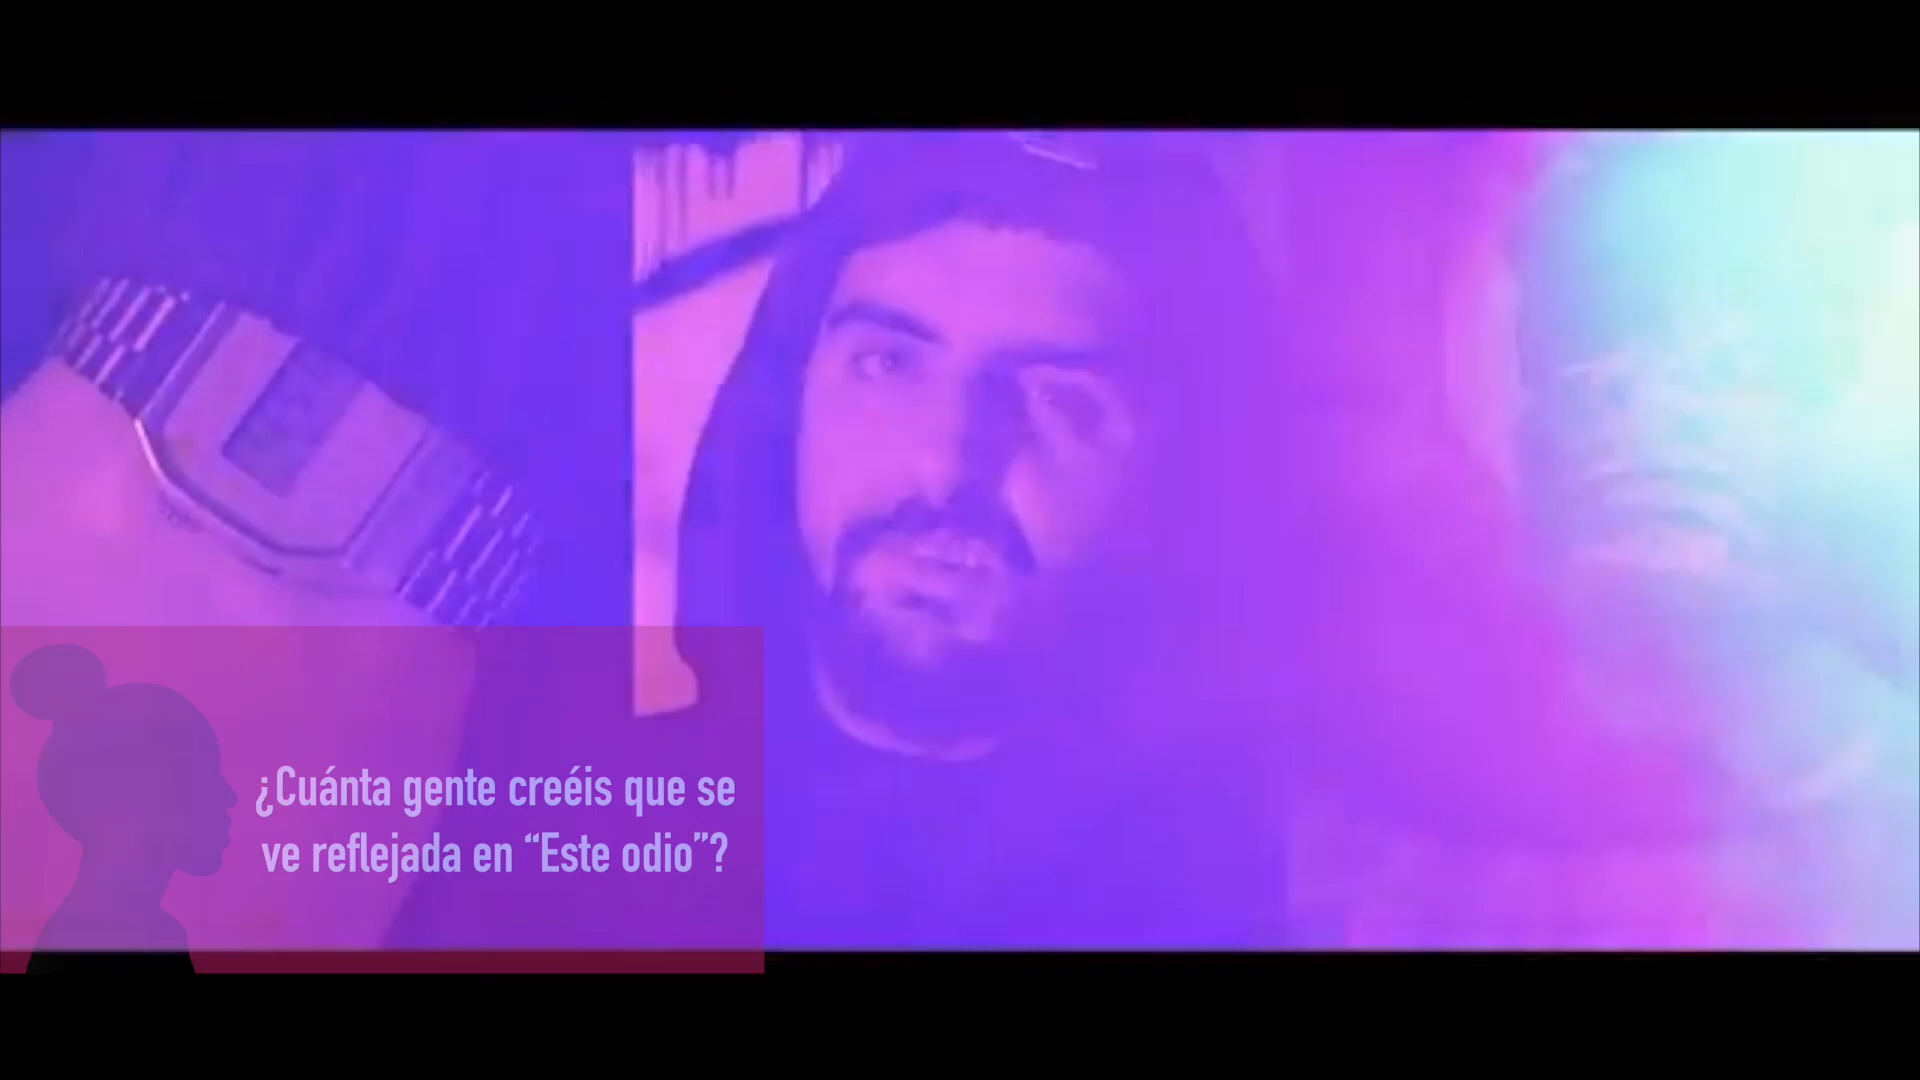 ¿Cuánta gente creéis que se
ve reflejada en “Este odio”?